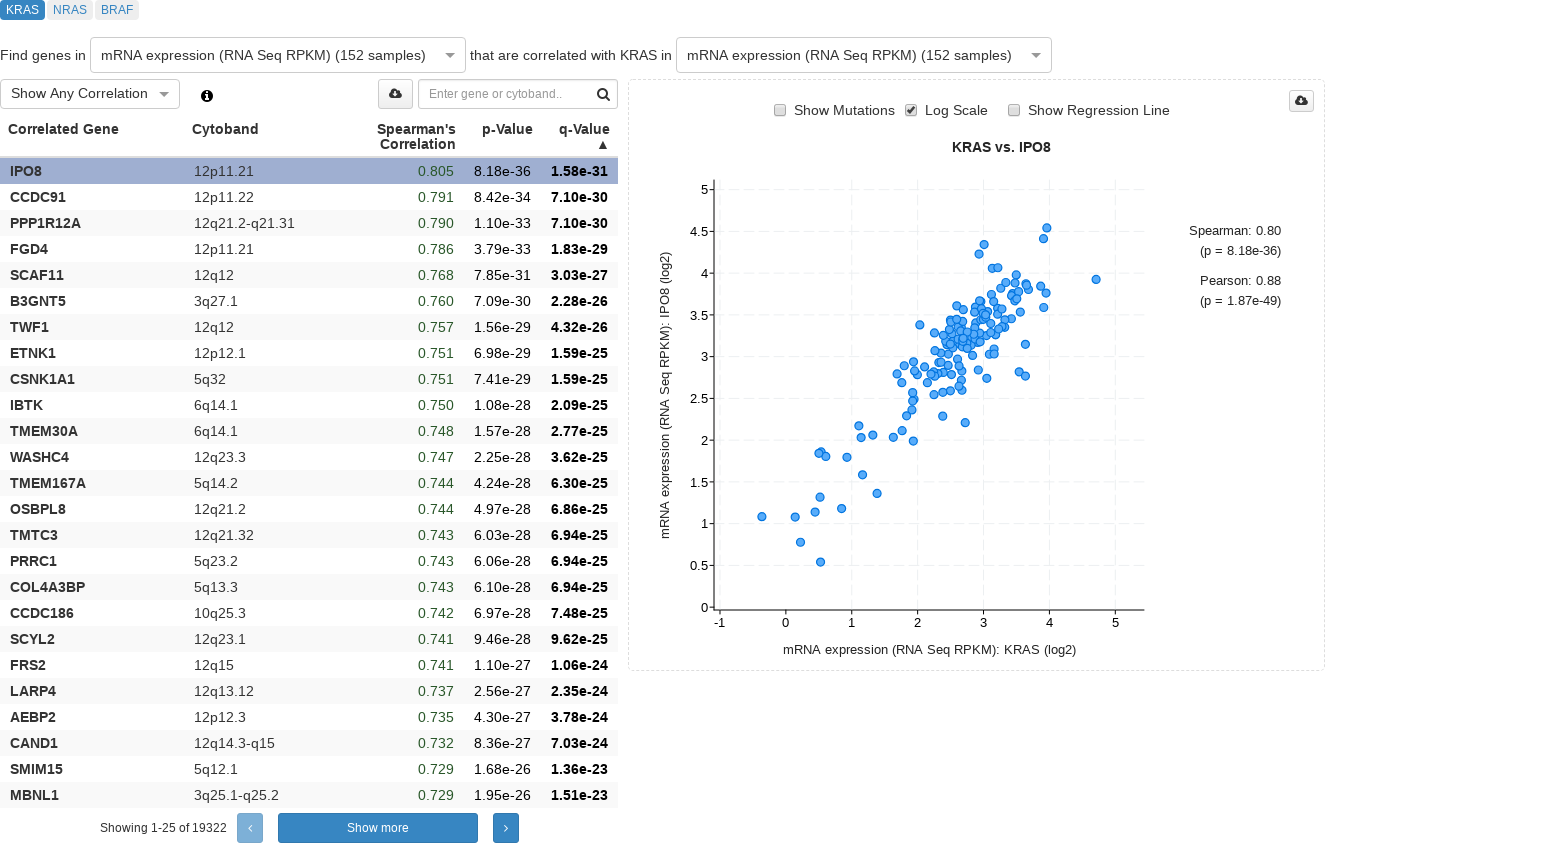 KRAS NRAS BRAF
Find genes in mRNA expression (RNA Seq RPKM) (152 samples) that are correlated with KRAS in mRNA expression (RNA Seq RPKM) (152 samples)
Show Any Correlation Enter gene or cytoband..
Correlated Gene Cytoband Spearman's Correlation p-Value q-Value ▲
IPO8 12p11.21 0.805 8.18e-36 1.58e-31
CCDC91 12p11.22 0.791 8.42e-34 7.10e-30
PPP1R12A 12q21.2-q21.31 0.790 1.10e-33 7.10e-30
FGD4 12p11.21 0.786 3.79e-33 1.83e-29
SCAF11 12q12 0.768 7.85e-31 3.03e-27
B3GNT5 3q27.1 0.760 7.09e-30 2.28e-26
TWF1 12q12 0.757 1.56e-29 4.32e-26
ETNK1 12p12.1 0.751 6.98e-29 1.59e-25
CSNK1A1 5q32 0.751 7.41e-29 1.59e-25
IBTK 6q14.1 0.750 1.08e-28 2.09e-25
TMEM30A 6q14.1 0.748 1.57e-28 2.77e-25
WASHC4 12q23.3 0.747 2.25e-28 3.62e-25
TMEM167A 5q14.2 0.744 4.24e-28 6.30e-25
OSBPL8 12q21.2 0.744 4.97e-28 6.86e-25
TMTC3 12q21.32 0.743 6.03e-28 6.94e-25
PRRC1 5q23.2 0.743 6.06e-28 6.94e-25
COL4A3BP 5q13.3 0.743 6.10e-28 6.94e-25
CCDC186 10q25.3 0.742 6.97e-28 7.48e-25
SCYL2 12q23.1 0.741 9.46e-28 9.62e-25
FRS2 12q15 0.741 1.10e-27 1.06e-24
LARP4 12q13.12 0.737 2.56e-27 2.35e-24
AEBP2 12p12.3 0.735 4.30e-27 3.78e-24
CAND1 12q14.3-q15 0.732 8.36e-27 7.03e-24
SMIM15 5q12.1 0.729 1.68e-26 1.36e-23
MBNL1 3q25.1-q25.2 0.729 1.95e-26 1.51e-23
Showing 1-25 of 19322 Show more
Show Mutations Log Scale Show Regression Line
KRAS vs. IPO8
mRNA expression (RNA Seq RPKM): IPO8 (log2)
5
4.5
4
3.5
3
2.5
2
1.5
1
0.5
0
-1 0 1 2 3 4 5
mRNA expression (RNA Seq RPKM): KRAS (log2)
Spearman: 0.80
(p = 8.18e-36)
Pearson: 0.88
(p = 1.87e-49)